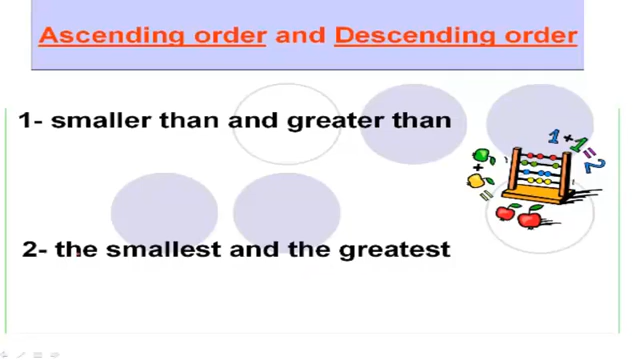 Ascending order and Descending order
1- smaller than and greater than
1+1=2
+
=
2- the smallest and the greatest